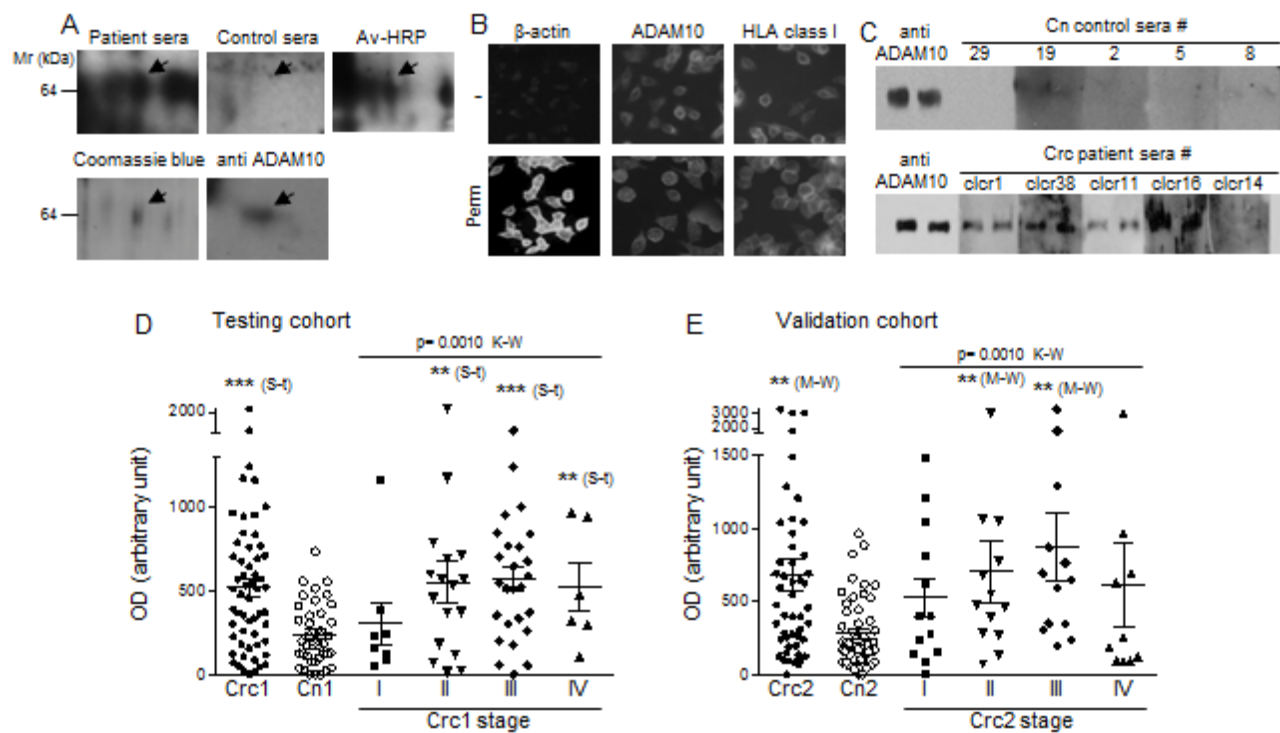 A
Patient sera Control sera Av-HRP
Mr (kDa)
64
Coomassie blue anti ADAM10
64
B
β-actin ADAM10 HLA class I
-
Perm
C
anti ADAM10
Cn control sera #
29 19 2 5 8
anti ADAM10
Crc patient sera #
clcr1 clcr38 clcr11 clcr16 clcr14
D Testing cohort
p= 0.0010 K-W
*** (S-t)
** (S-t)
*** (S-t)
** (S-t)
OD (arbitrary unit)
2000
1000
500
0
Crc1 Cn1 I II III IV
Crc1 stage
E Validation cohort
p= 0.0010 K-W
** (M-W)
** (M-W)
** (M-W)
OD (arbitrary unit)
3000
2000
1500
1000
500
0
Crc2 Cn2 I II III IV
Crc2 stage